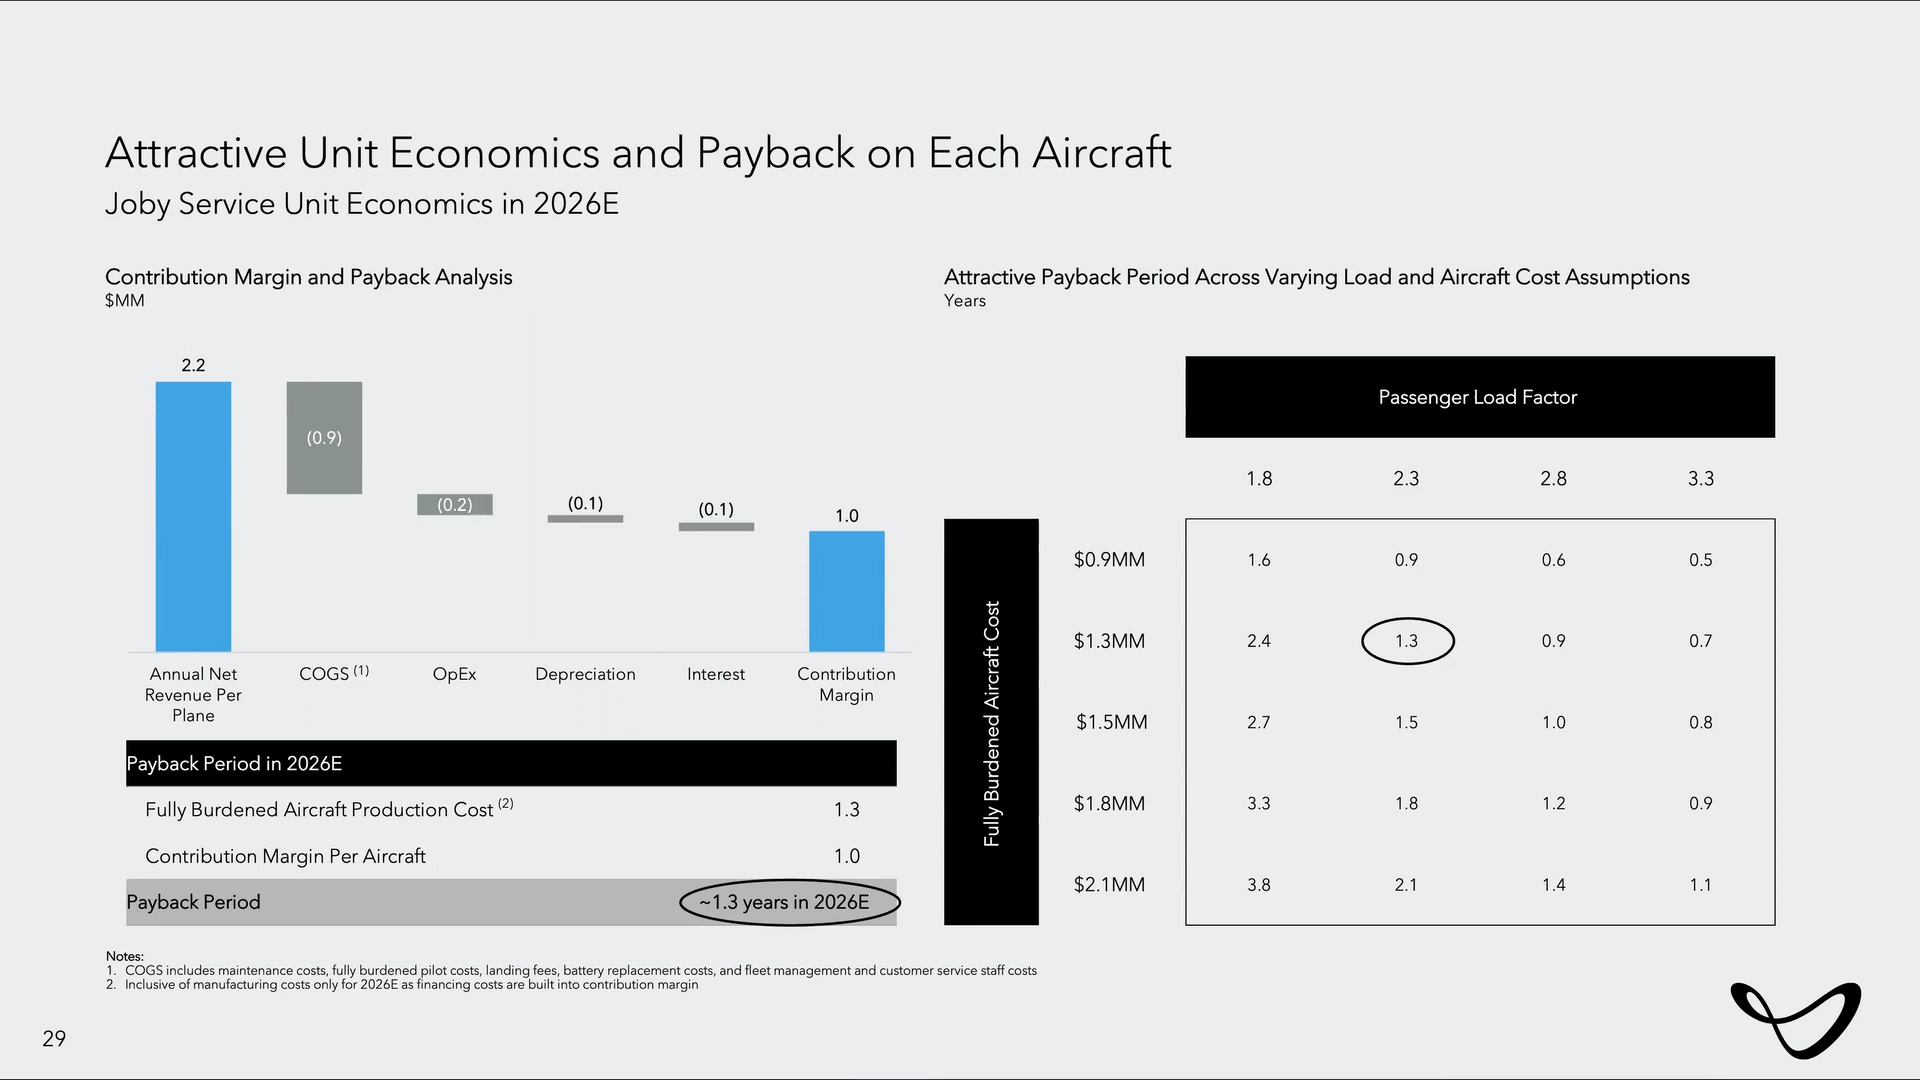 Attractive Unit Economics and Payback on Each Aircraft
Joby Service Unit Economics in 2026E
Contribution Margin and Payback Analysis
$MM
2.2
(0.9)
(0.2)
(0.1)
(0.1)
1.0
Annual Net
Revenue Per
Plane
COGS (1)
OpEx
Depreciation
Interest
Contribution
Margin
Payback Period in 2026E
Fully Burdened Aircraft Production Cost (2) 1.3
Contribution Margin Per Aircraft 1.0
Payback Period ~1.3 years in 2026E
Attractive Payback Period Across Varying Load and Aircraft Cost Assumptions
Years
Passenger Load Factor
1.8 2.3 2.8 3.3
Fully Burdened Aircraft Cost
$0.9MM 1.6 0.9 0.6 0.5
$1.3MM 2.4 1.3 0.9 0.7
$1.5MM 2.7 1.5 1.0 0.8
$1.8MM 3.3 1.8 1.2 0.9
$2.1MM 3.8 2.1 1.4 1.1
Notes:
1. COGS includes maintenance costs, fully burdened pilot costs, landing fees, battery replacement costs, and fleet management and customer service staff costs
2. Inclusive of manufacturing costs only for 2026E as financing costs are built into contribution margin
29